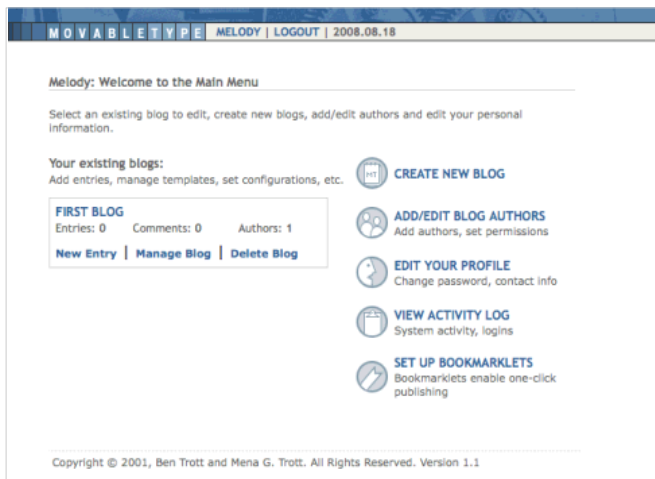 MOVABLETYPE MELODY | LOGOUT | 2008.08.18
Melody: Welcome to the Main Menu
Select an existing blog to edit, create new blogs, add/edit authors and edit your personal
information.
Your existing blogs:
Add entries, manage templates, set configurations, etc.
FIRST BLOG
Entries: 0 Comments: 0 Authors: 1
New Entry | Manage Blog | Delete Blog
MT
CREATE NEW BLOG
ADD/EDIT BLOG AUTHORS
Add authors, set permissions
EDIT YOUR PROFILE
Change password, contact info
VIEW ACTIVITY LOG
System activity, logins
SET UP BOOKMARKLETS
Bookmarklets enable one-click
publishing
Copyright © 2001, Ben Trott and Mena G. Trott. All Rights Reserved. Version 1.1